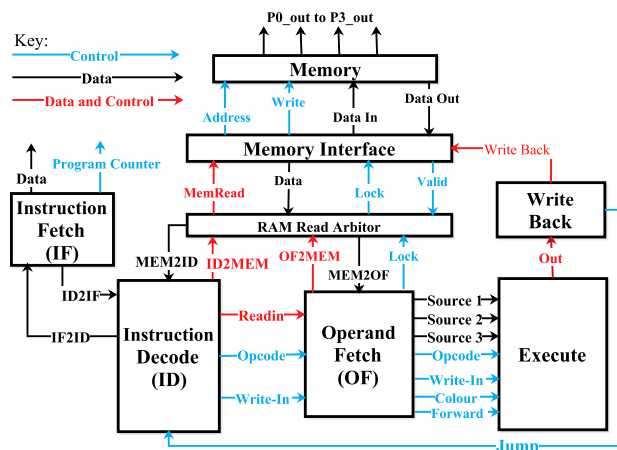 P0_out to P3_out
Key:
Control
Data
Data and Control
Memory
Address
Write
Data In
Data Out
Memory Interface
Write Back
Data
Program Counter
MemRead
Data
Lock
Valid
Instruction
Fetch
(IF)
RAM Read Arbitor
Write
Back
MEM2ID
ID2MEM
OF2MEM
MEM2OF
Lock
Out
ID2IF
IF2ID
Instruction
Decode
(ID)
Readin
Opcode
Write-In
Operand
Fetch
(OF)
Source 1
Source 2
Source 3
Opcode
Write-In
Colour
Forward
Execute
Jump